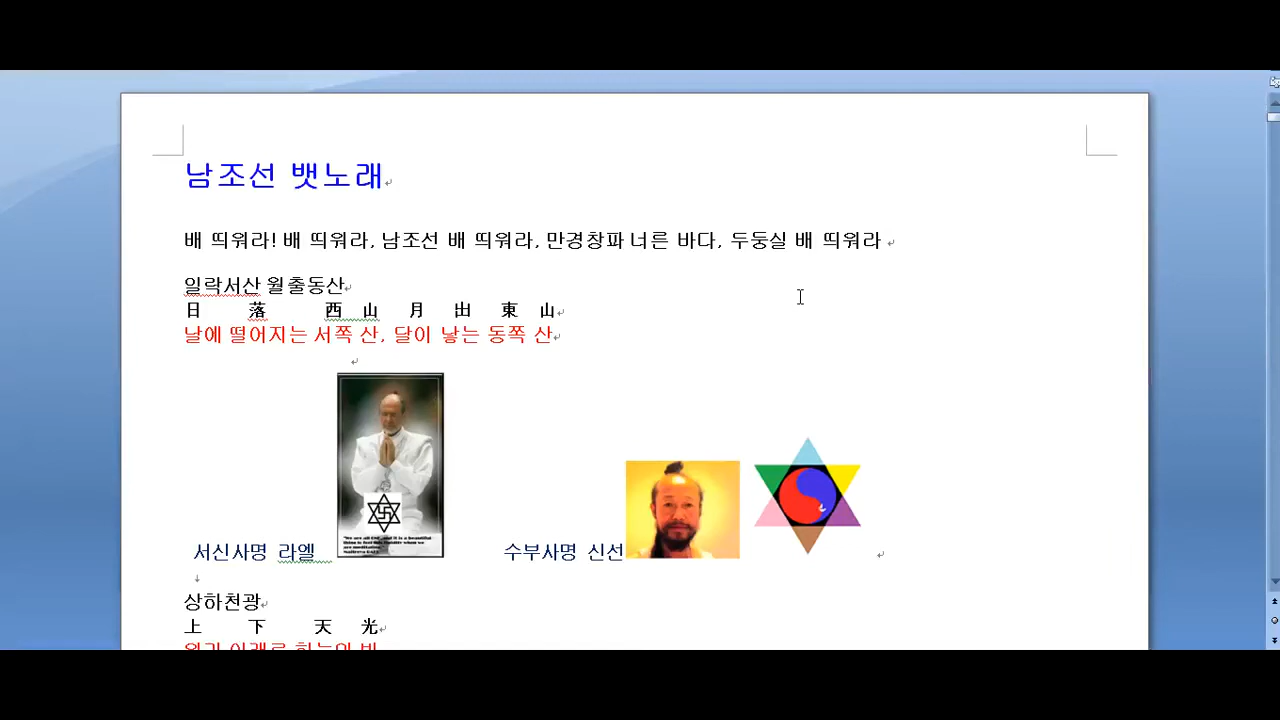 남조선 뱃노래
배 띄워라! 배 띄워라, 남조선 배 띄워라, 만경창파 너른 바다, 두둥실 배 띄워라
일락서산 월출동산
日 落 西 山 月 出 東 山
날에 떨어지는 서쪽 산, 달이 낳는 동쪽 산
서신사명 라엘 수부사명 신선
상하천광
上 下 天 光